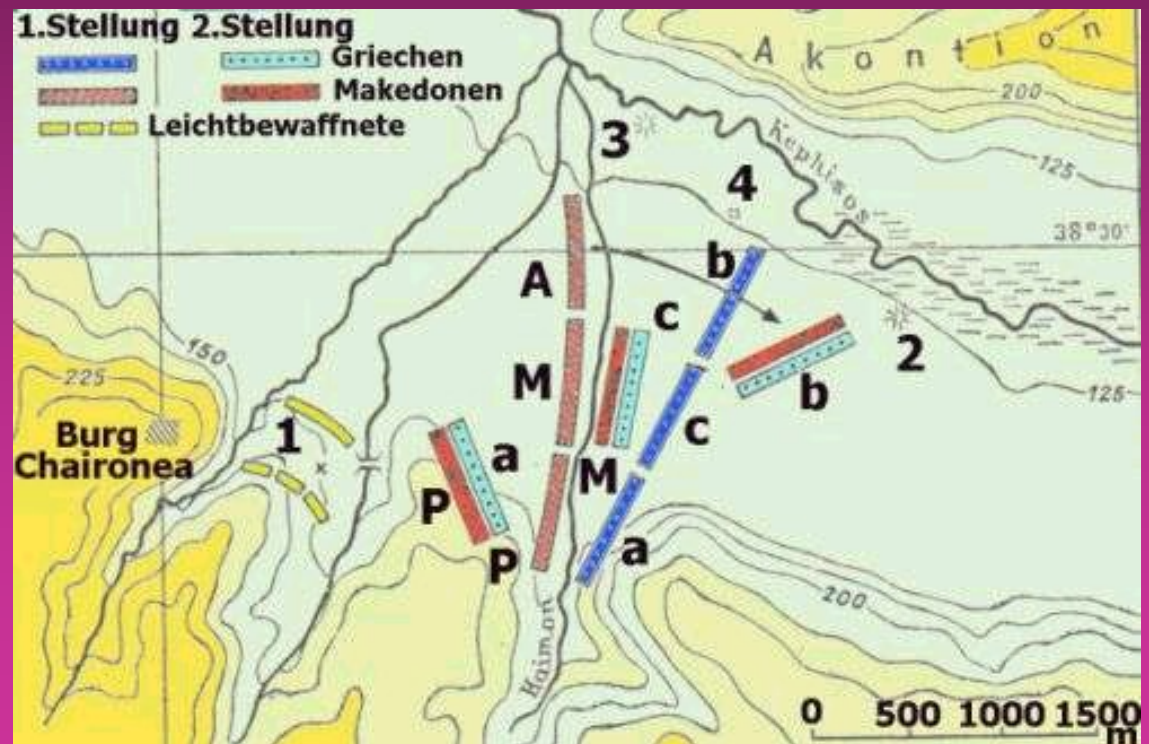 1.Stellung 2.Stellung
Griechen
Makedonen
Leichtbewaffnete
Akontion
200
125
Kephisos
38°30'
3
4
A
b
c
2
b
125
150
225
Burg
Chaironea
1
M
c
a
P
M
P
a
200
Haimon
0 500 1000 1500
m